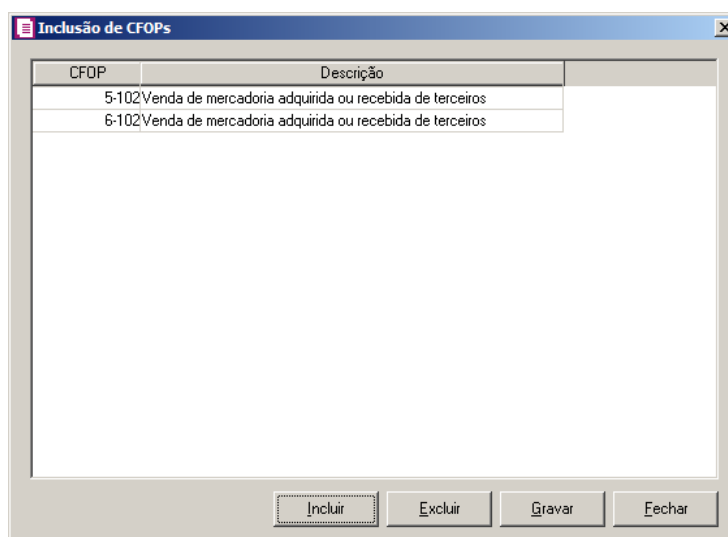 Inclusão de CFOPs
CFOP Descrição
5-102 Venda de mercadoria adquirida ou recebida de terceiros
6-102 Venda de mercadoria adquirida ou recebida de terceiros
Incluir Excluir Gravar Fechar